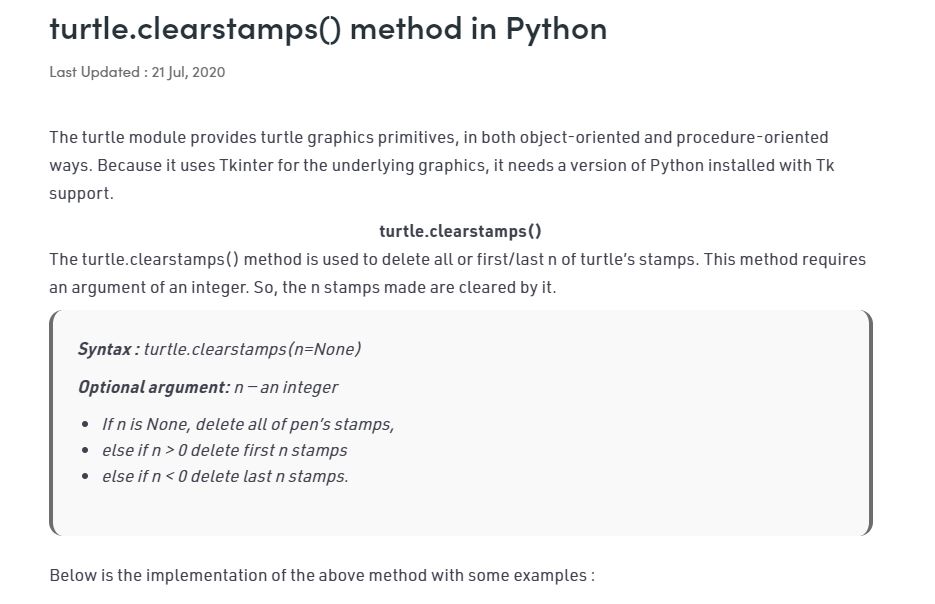 turtle.clearstamps() method in Python
Last Updated : 21 Jul, 2020
The turtle module provides turtle graphics primitives, in both object-oriented and procedure-oriented
ways. Because it uses Tkinter for the underlying graphics, it needs a version of Python installed with Tk
support.
turtle.clearstamps()
The turtle.clearstamps() method is used to delete all or first/last n of turtle’s stamps. This method requires
an argument of an integer. So, the n stamps made are cleared by it.
Syntax : turtle.clearstamps(n=None)
Optional argument: n – an integer
• If n is None, delete all of pen’s stamps,
• else if n > 0 delete first n stamps
• else if n < 0 delete last n stamps.
Below is the implementation of the above method with some examples :